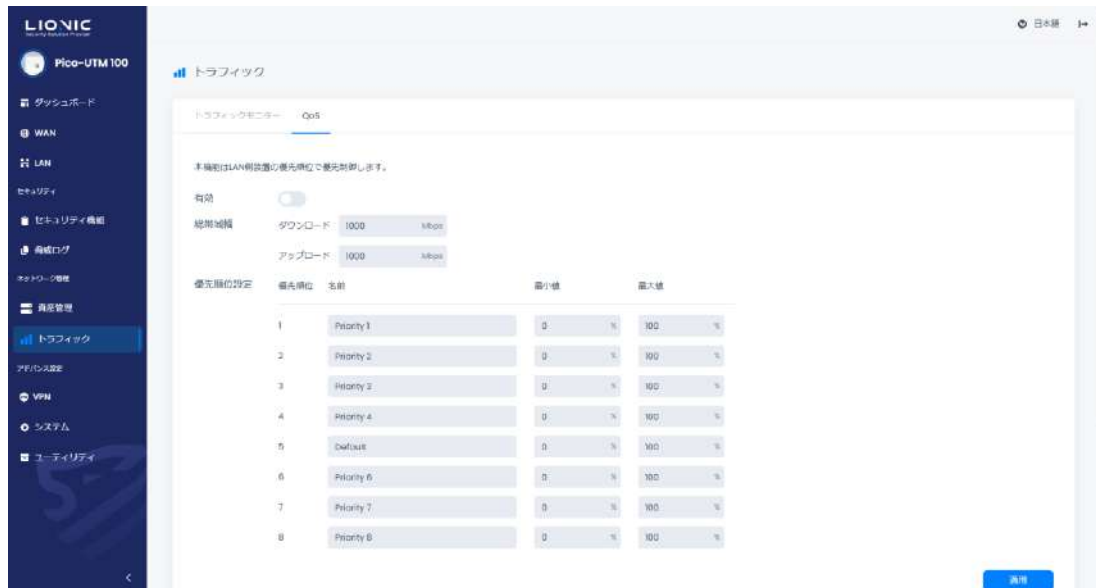 LIONIC
Security Solution Provider
日本語
Pico-UTM 100
トラフィック
ダッシュボード
トラフィックモニター QoS
WAN
LAN
本機能はLAN側装置の優先順位で優先制御します。
セキュリティ
有効
セキュリティ機能
総帯域幅 ダウンロード 1000 Mbps
脅威ログ
アップロード 1000 Mbps
ネットワーク管理
優先順位設定 優先順位 名前 最小値 最大値
資産管理
1 Priority 1 0 % 100 %
トラフィック
2 Priority 2 0 % 100 %
アドバンス設定
3 Priority 3 0 % 100 %
VPN
4 Priority 4 0 % 100 %
システム
5 Default 0 % 100 %
ユーティリティ
6 Priority 6 0 % 100 %
7 Priority 7 0 % 100 %
8 Priority 8 0 % 100 %
適用